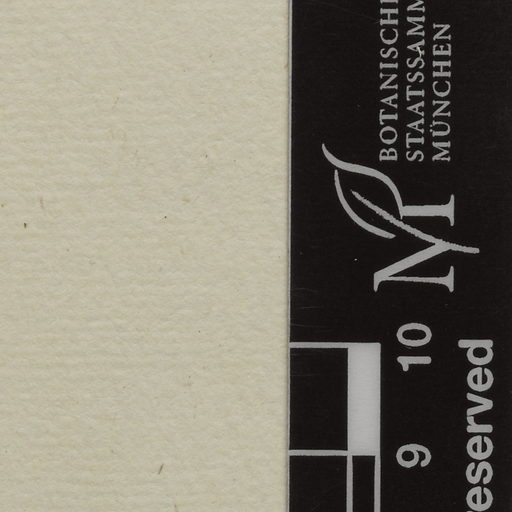 BOTANISCHE
STAATSSAMM
MÜNCHEN
9 10
eserved